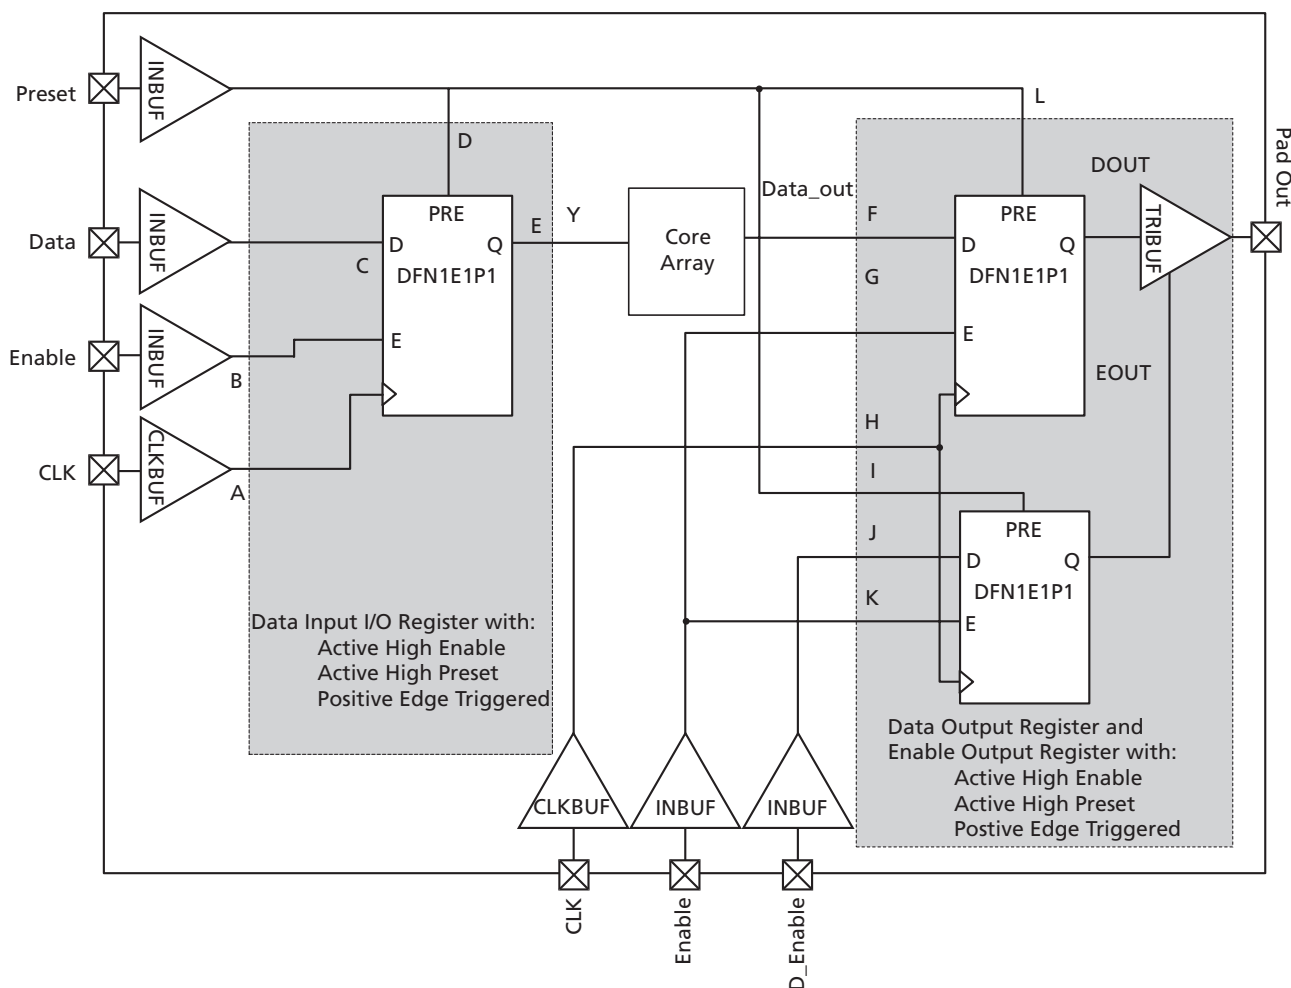 Preset
INBUF
L
D
Pad Out
DOUT
Data
INBUF
PRE
D
Q
DFN1E1P1
C
E
Y
Core
Array
Data_out
F
G
PRE
D
Q
DFN1E1P1
E
TRIBUF
EOUT
Enable
INBUF
B
E
CLK
CLKBUF
A
H
I
J
K
PRE
D
Q
DFN1E1P1
E
Data Input I/O Register with:
Active High Enable
Active High Preset
Positive Edge Triggered
Data Output Register and
Enable Output Register with:
Active High Enable
Active High Preset
Postive Edge Triggered
CLKBUF
INBUF
INBUF
CLK
Enable
D_Enable